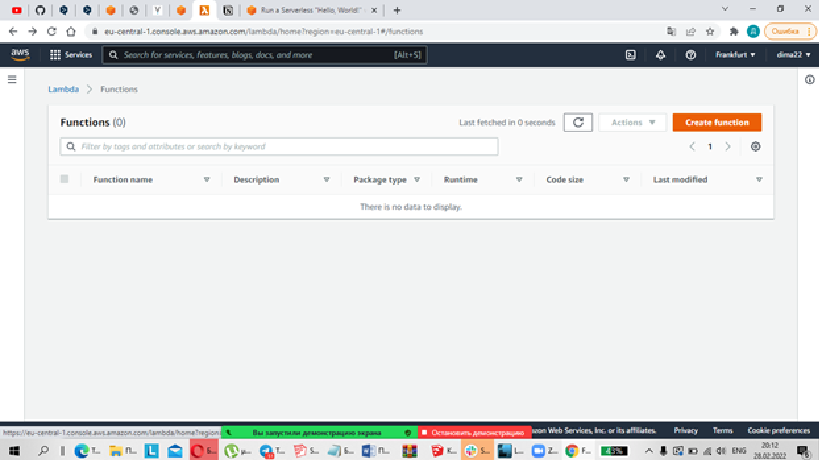 Run a Serverless "Hello, World!"
eu-central-1.console.aws.amazon.com/lambda/home?region=eu-central-1#/functions
Ошибка
aws
Services
Search for services, features, blogs, docs, and more
[Alt+S]
Frankfurt
dima22
Lambda
Functions
Functions (0)
Last fetched in 0 seconds
Actions
Create function
Filter by tags and attributes or search by keyword
1
Function name
Description
Package type
Runtime
Code size
Last modified
There is no data to display.
https://eu-central-1.console.aws.amazon.com/lambda/home?region
Вы запустили демонстрацию экрана
Остановить демонстрацию
Web Services, Inc. or its affiliates.
Privacy
Terms
Cookie preferences
43%
ENG
20:12
28.02.2022